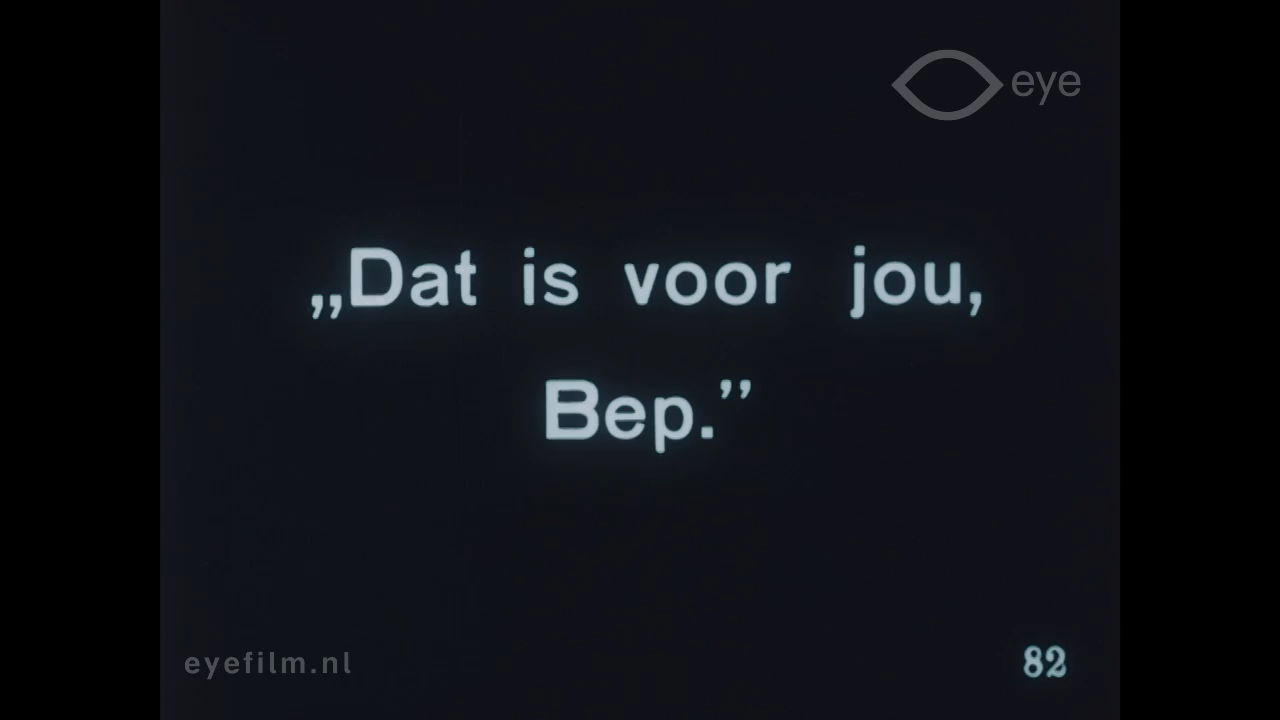 eye
„Dat is voor jou,
Bep.”
eyefilm.nl
82